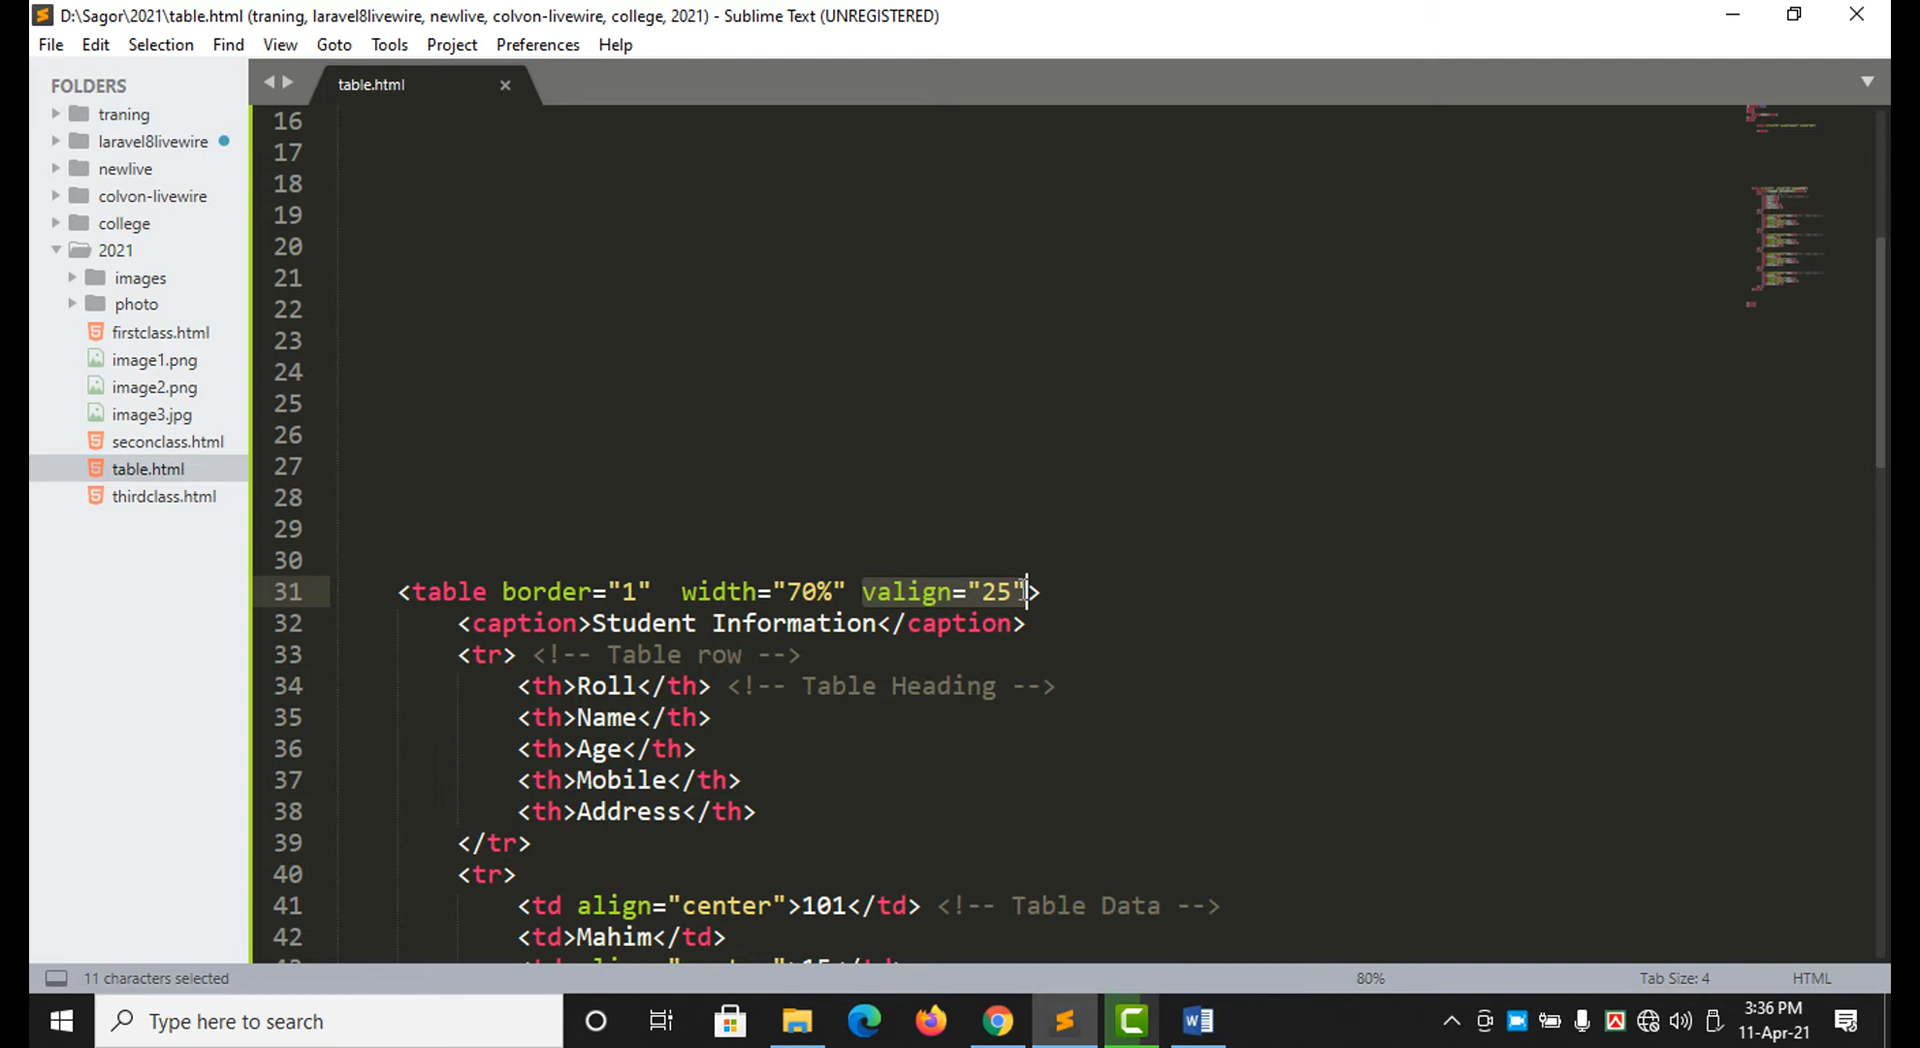 D:\Sagor\2021\table.html (traning, laravel8livewire, newlive, colvon-livewire, college, 2021) - Sublime Text (UNREGISTERED)
File Edit Selection Find View Goto Tools Project Preferences Help
FOLDERS
traning
laravel8livewire
newlive
colvon-livewire
college
2021
images
photo
firstclass.html
image1.png
image2.png
image3.jpg
seconclass.html
table.html
thirdclass.html
table.html
16
17
18
19
20
21
22
23
24
25
26
27
28
29
30
31 <table border="1"  width="70%" valign="25">
32 <caption>Student Information</caption>
33 <tr> <!-- Table row -->
34 <th>Roll</th> <!-- Table Heading -->
35 <th>Name</th>
36 <th>Age</th>
37 <th>Mobile</th>
38 <th>Address</th>
39 </tr>
40 <tr>
41 <td align="center">101</td> <!-- Table Data -->
42 <td>Mahim</td>
11 characters selected
80%
Tab Size: 4
HTML
Type here to search
3:36 PM
11-Apr-21